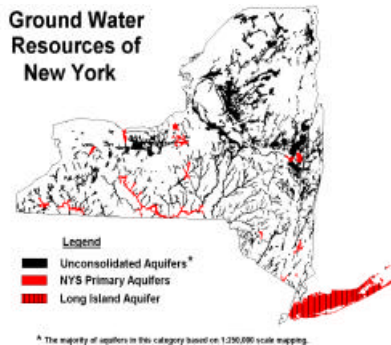 Ground Water
Resources of
New York
Legend
Unconsolidated Aquifers*
NYS Primary Aquifers
Long Island Aquifer
* The majority of aquifers in this category based on 1:250,000 scale mapping.